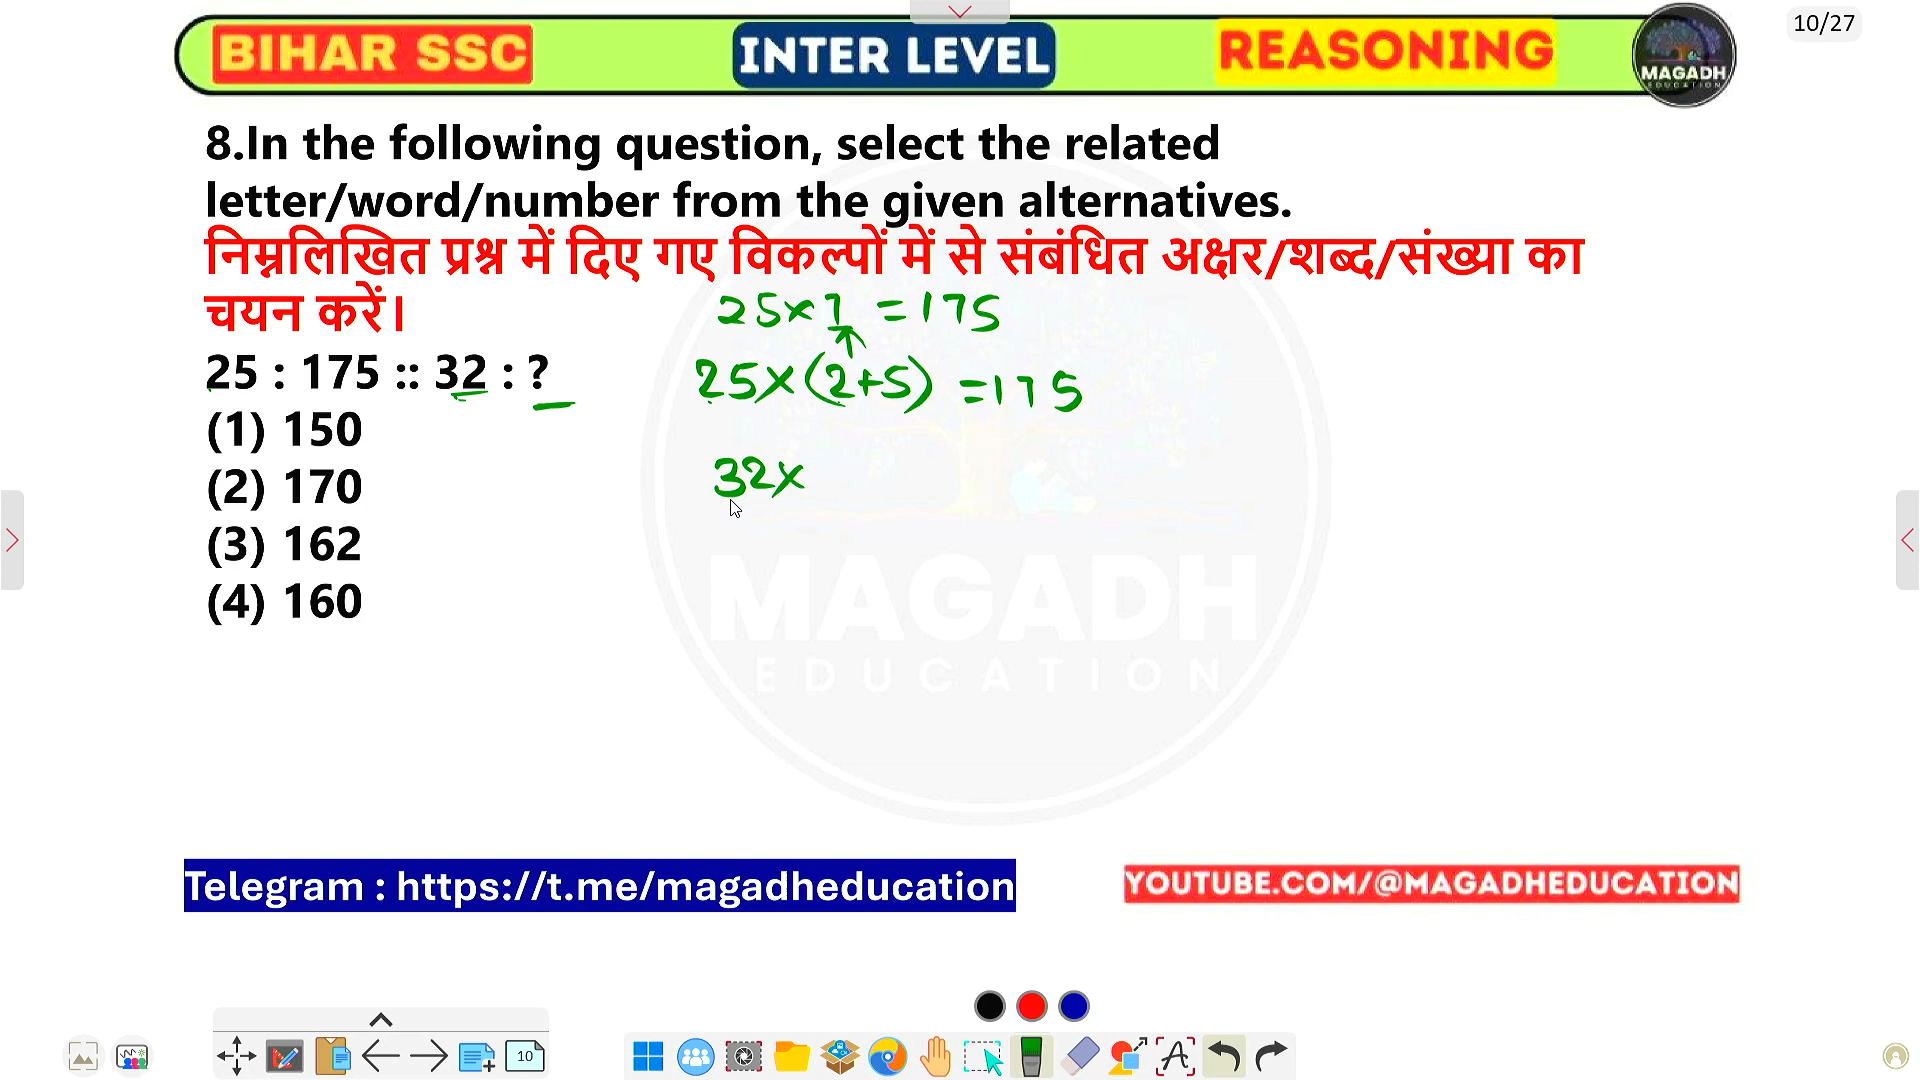 BIHAR SSC INTER LEVEL REASONING
MAGADH
EDUCATION
10/27
8.In the following question, select the related
letter/word/number from the given alternatives.
निम्नलिखित प्रश्न में दिए गए विकल्पों में से संबंधित अक्षर/शब्द/संख्या का
चयन करें।
25×7 =175
25 : 175 :: 32 : ?
25×(2+5) =175
(1) 150
32×
(2) 170
(3) 162
(4) 160
MAGADH
EDUCATION
Telegram : https://t.me/magadheducation
YOUTUBE.COM/@MAGADHEDUCATION
10